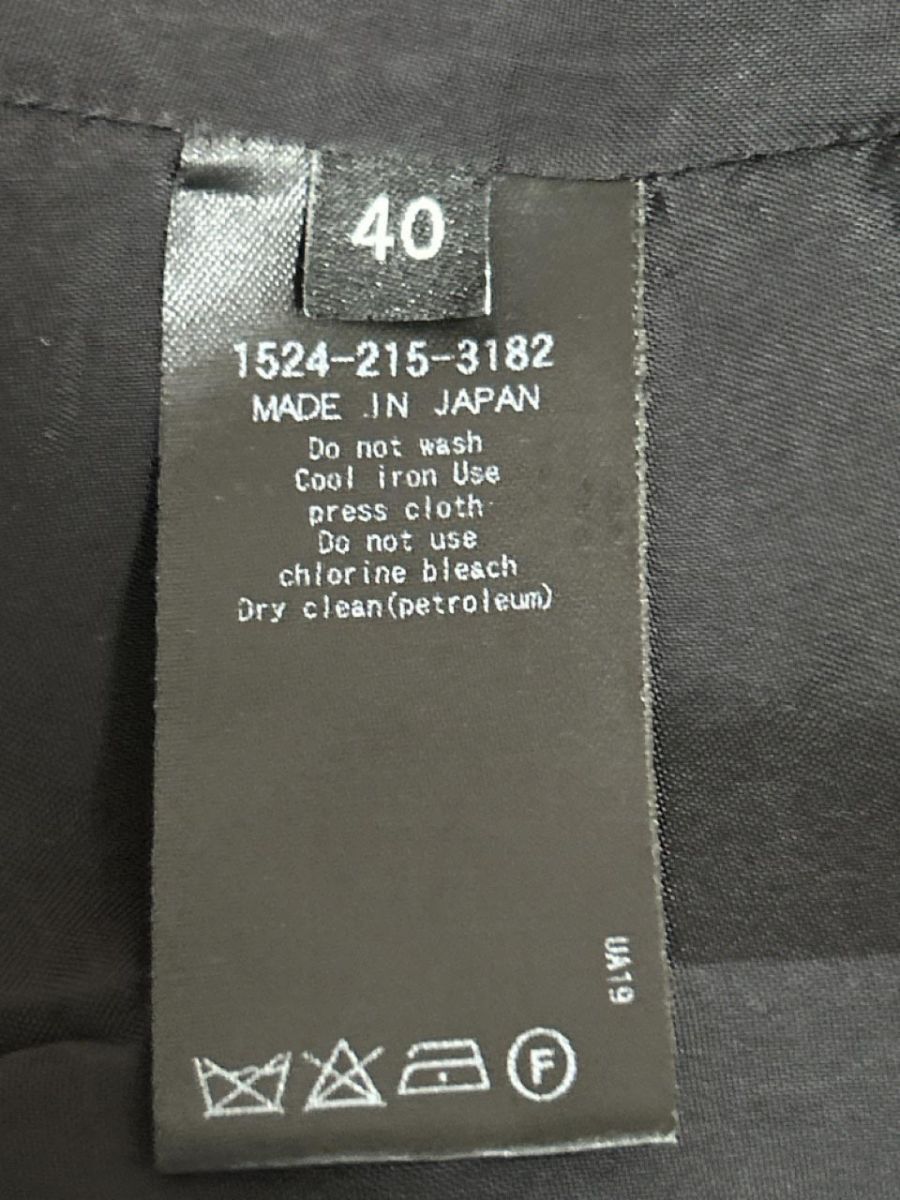 40
1524-215-3182
MADE IN JAPAN
Do not wash
Cool iron Use
press cloth
Do not use
chlorine bleach
Dry clean(petroleum)
UA19
F